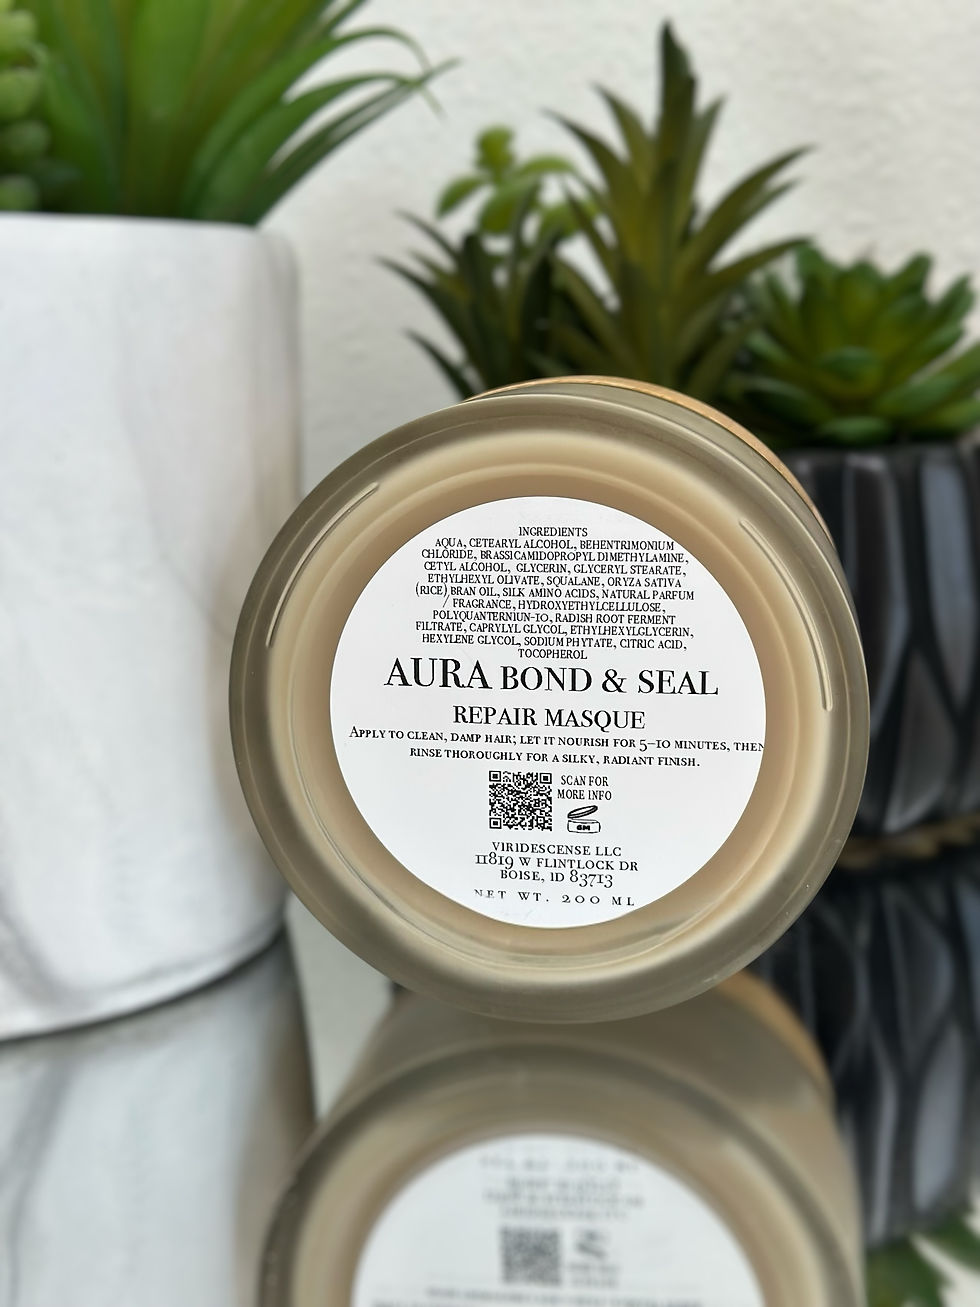 INGREDIENTS
AQUA, CETEARYL ALCOHOL, BEHENTRIMONIUM
CHLORIDE, BRASSICAMIDOPROPYL DIMETHYLAMINE,
CETYL ALCOHOL, GLYCERIN, GLYCERYL STEARATE,
ETHYLHEXYL OLIVATE, SQUALANE, ORYZA SATIVA
(RICE) BRAN OIL, SILK AMINO ACIDS, NATURAL PARFUM
/ FRAGRANCE, HYDROXYETHYLCELLULOSE,
POLYQUANTERNIUN-10, RADISH ROOT FERMENT
FILTRATE, CAPRYLYL GLYCOL, ETHYLHEXYLGLYCERIN,
HEXYLENE GLYCOL, SODIUM PHYTATE, CITRIC ACID,
TOCOPHEROL
AURA BOND & SEAL
REPAIR MASQUE
APPLY TO CLEAN, DAMP HAIR; LET IT NOURISH FOR 5–10 MINUTES, THEN
RINSE THOROUGHLY FOR A SILKY, RADIANT FINISH.
SCAN FOR
MORE INFO
6M
VIRIDESCENSE LLC
11819 W FLINTLOCK DR
BOISE, ID 83713
NET WT. 200 ML